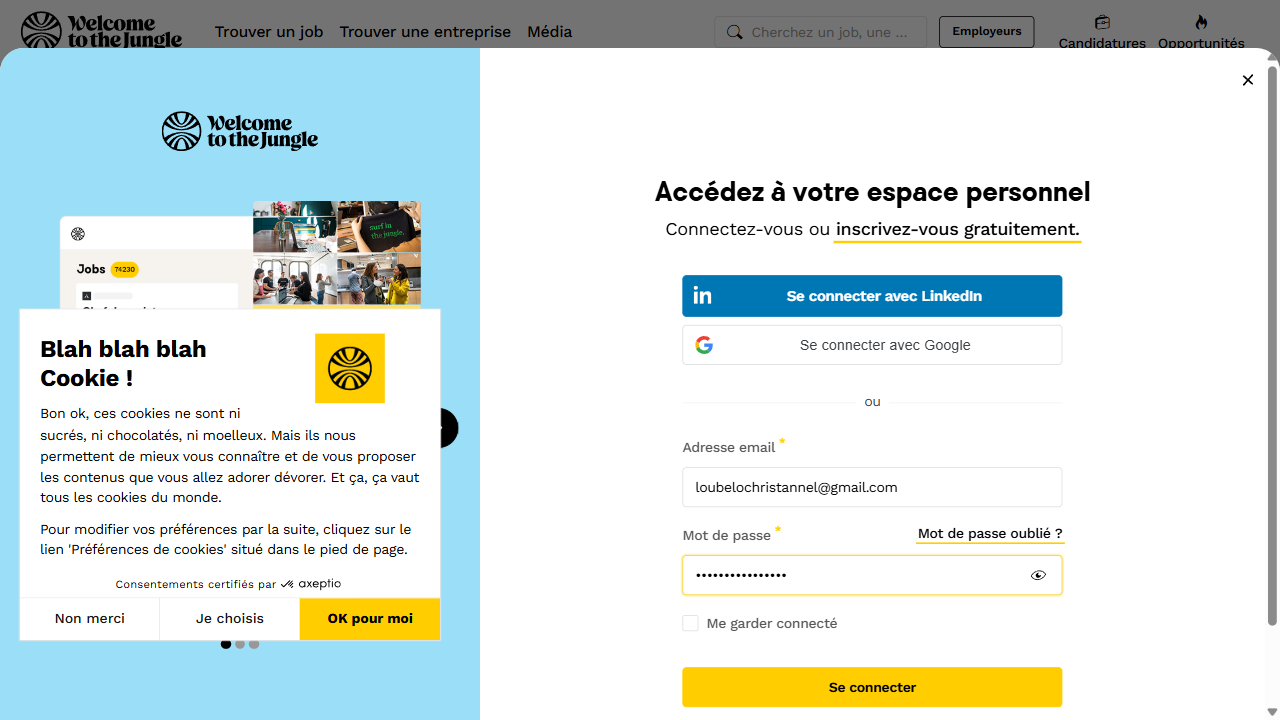 Welcome
to the Jungle
Trouver un job
Trouver une entreprise
Média
Cherchez un job, une ...
Employeurs
Candidatures
Opportunités
Welcome
to the Jungle
Jobs 74230
surf in
the jungle.
Blah blah blah
Cookie !
Bon ok, ces cookies ne sont ni
sucrés, ni chocolatés, ni moelleux. Mais ils nous
permettent de mieux vous connaître et de vous proposer
les contenus que vous allez adorer dévorer. Et ça, ça vaut
tous les cookies du monde.
Pour modifier vos préférences par la suite, cliquez sur le
lien 'Préférences de cookies' situé dans le pied de page.
Consentements certifiés par axeptio
Non merci
Je choisis
OK pour moi
Accédez à votre espace personnel
Connectez-vous ou inscrivez-vous gratuitement.
Se connecter avec LinkedIn
Se connecter avec Google
ou
Adresse email *
loubelochristannel@gmail.com
Mot de passe *
Mot de passe oublié ?
••••••••••••••••
Me garder connecté
Se connecter